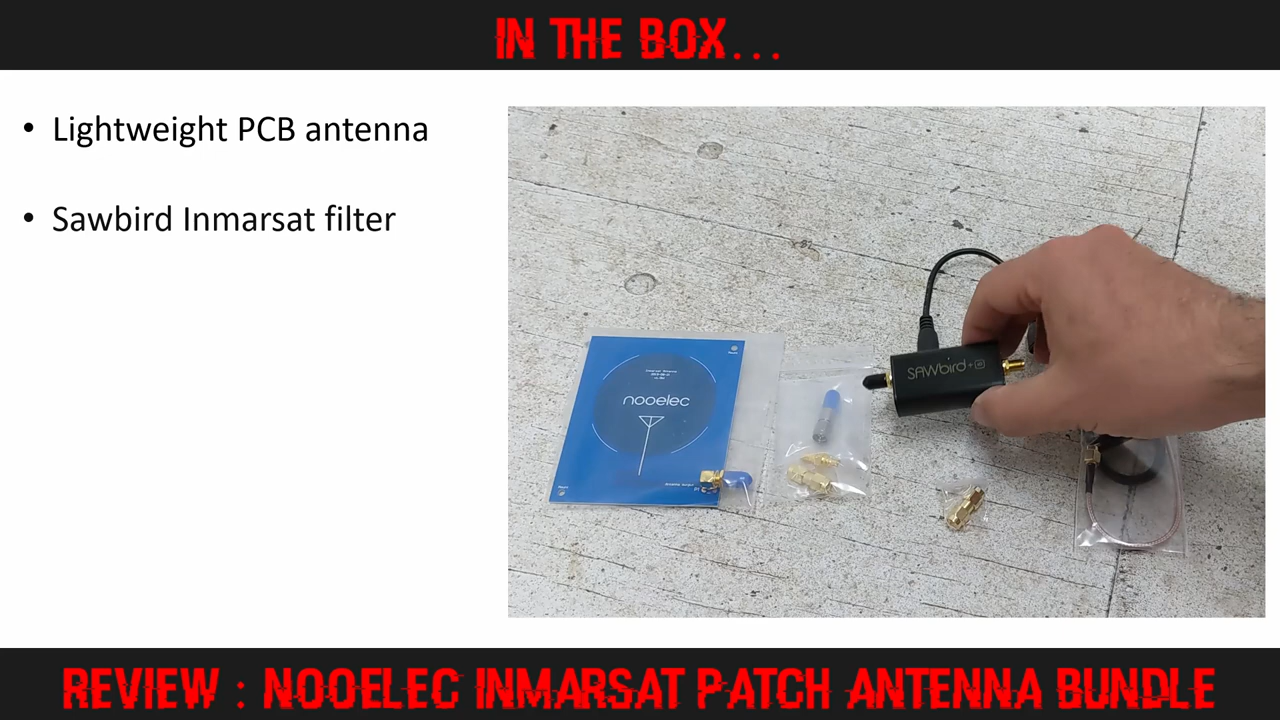 IN THE BOX...
• Lightweight PCB antenna
• Sawbird Inmarsat filter
nooelec
SAWbird+
REVIEW : NOOELEC INMARSAT PATCH ANTENNA BUNDLE